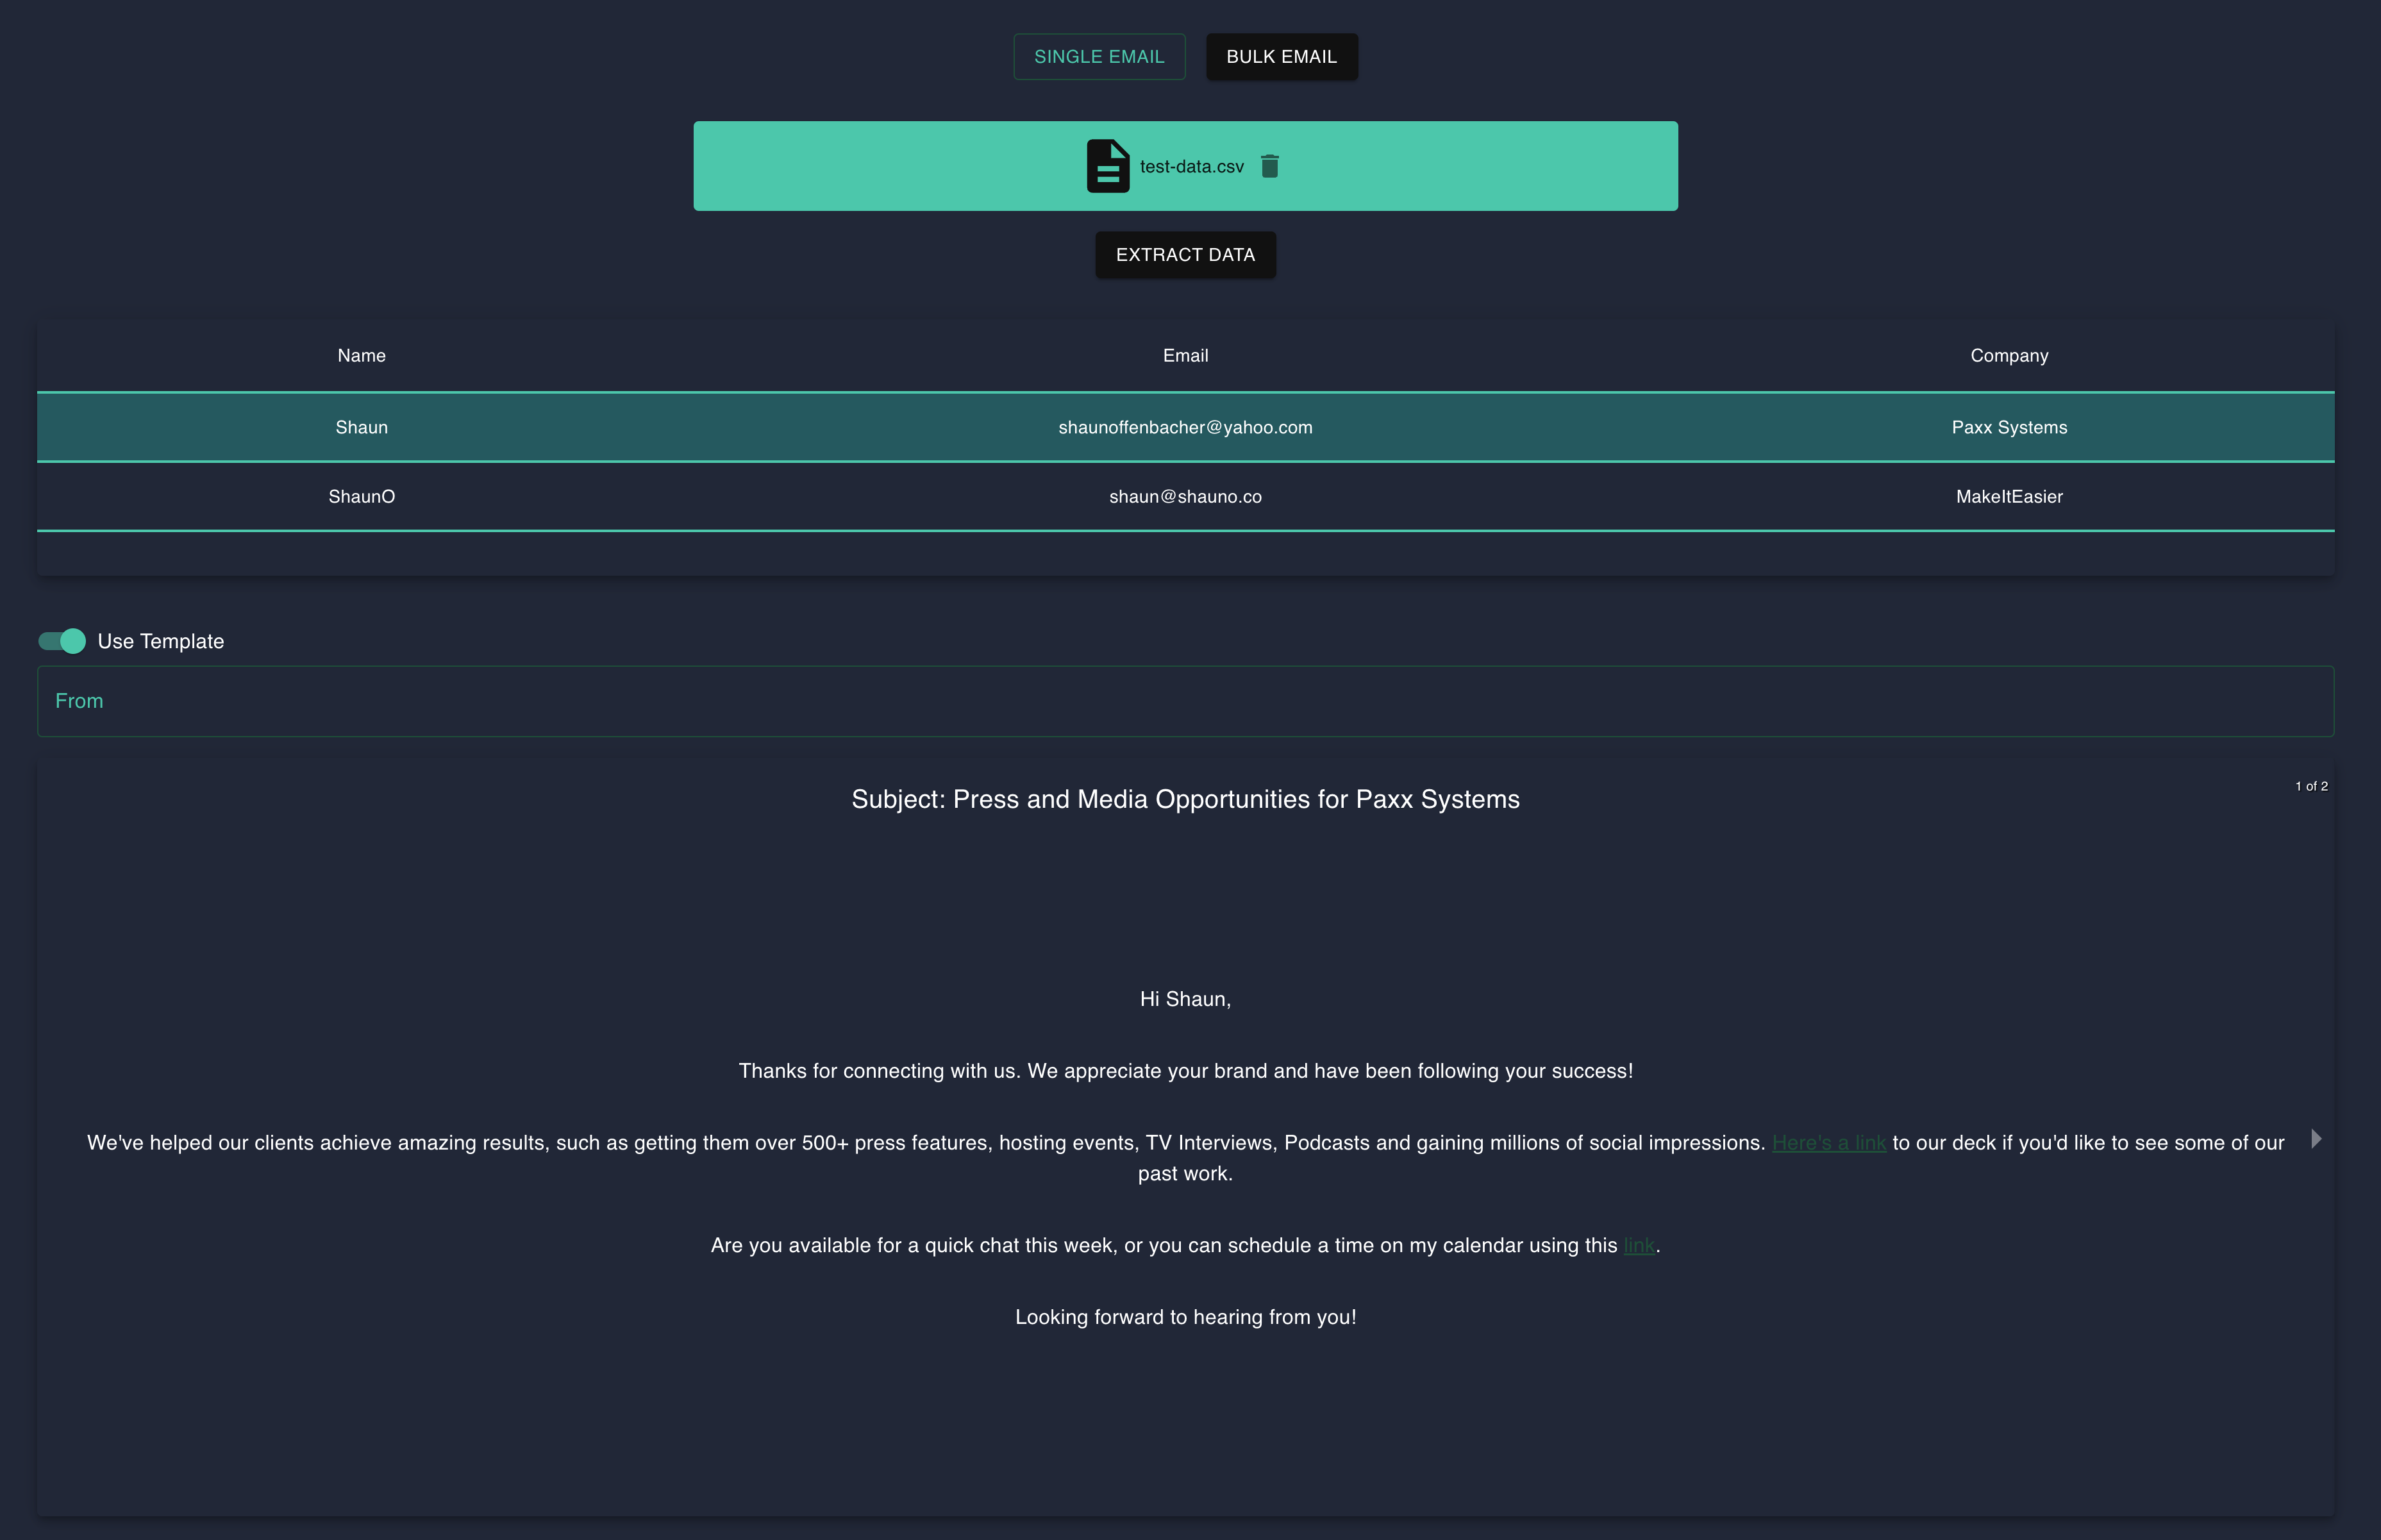 SINGLE EMAIL BULK EMAIL
test-data.csv
EXTRACT DATA
Name Email Company
Shaun shaunoffenbacher@yahoo.com Paxx Systems
ShaunO shaun@shauno.co MakeItEasier
Use Template
From
Subject: Press and Media Opportunities for Paxx Systems
1 of 2
Hi Shaun,
Thanks for connecting with us. We appreciate your brand and have been following your success!
We've helped our clients achieve amazing results, such as getting them over 500+ press features, hosting events, TV Interviews, Podcasts and gaining millions of social impressions. Here's a link to our deck if you'd like to see some of our
past work.
Are you available for a quick chat this week, or you can schedule a time on my calendar using this link.
Looking forward to hearing from you!